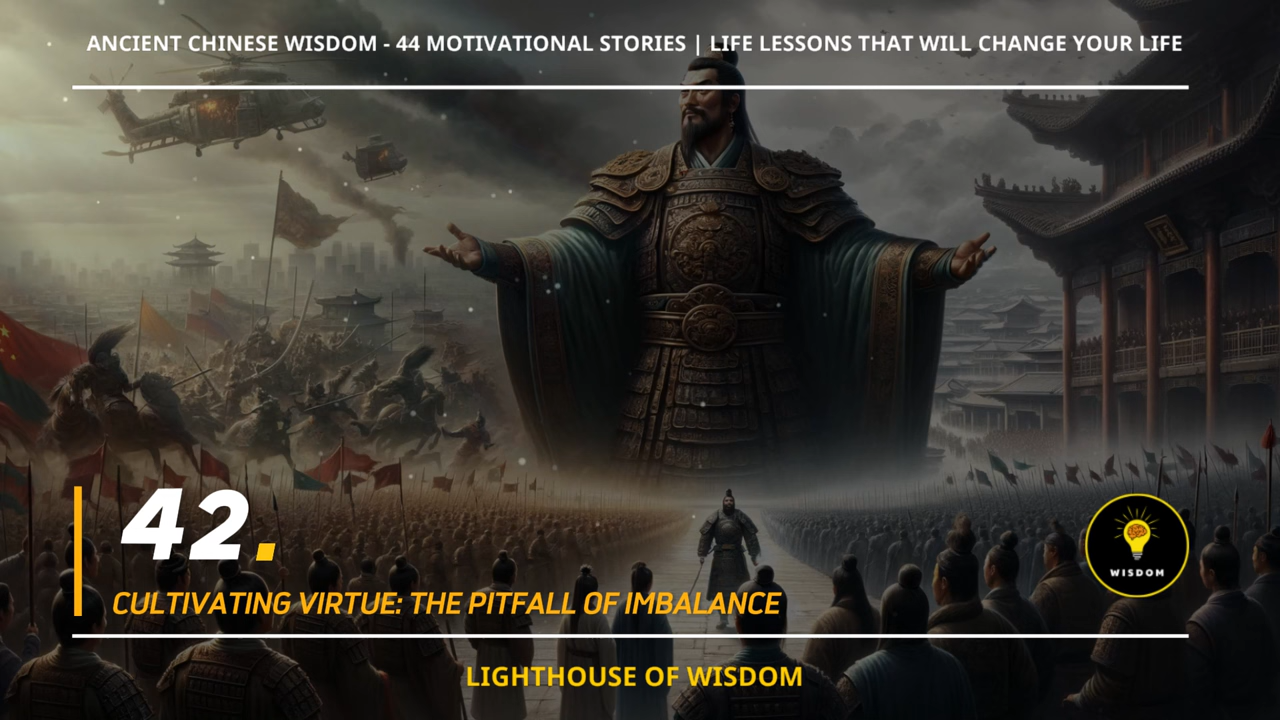 ANCIENT CHINESE WISDOM - 44 MOTIVATIONAL STORIES | LIFE LESSONS THAT WILL CHANGE YOUR LIFE
42.
CULTIVATING VIRTUE: THE PITFALL OF IMBALANCE
WISDOM
LIGHTHOUSE OF WISDOM